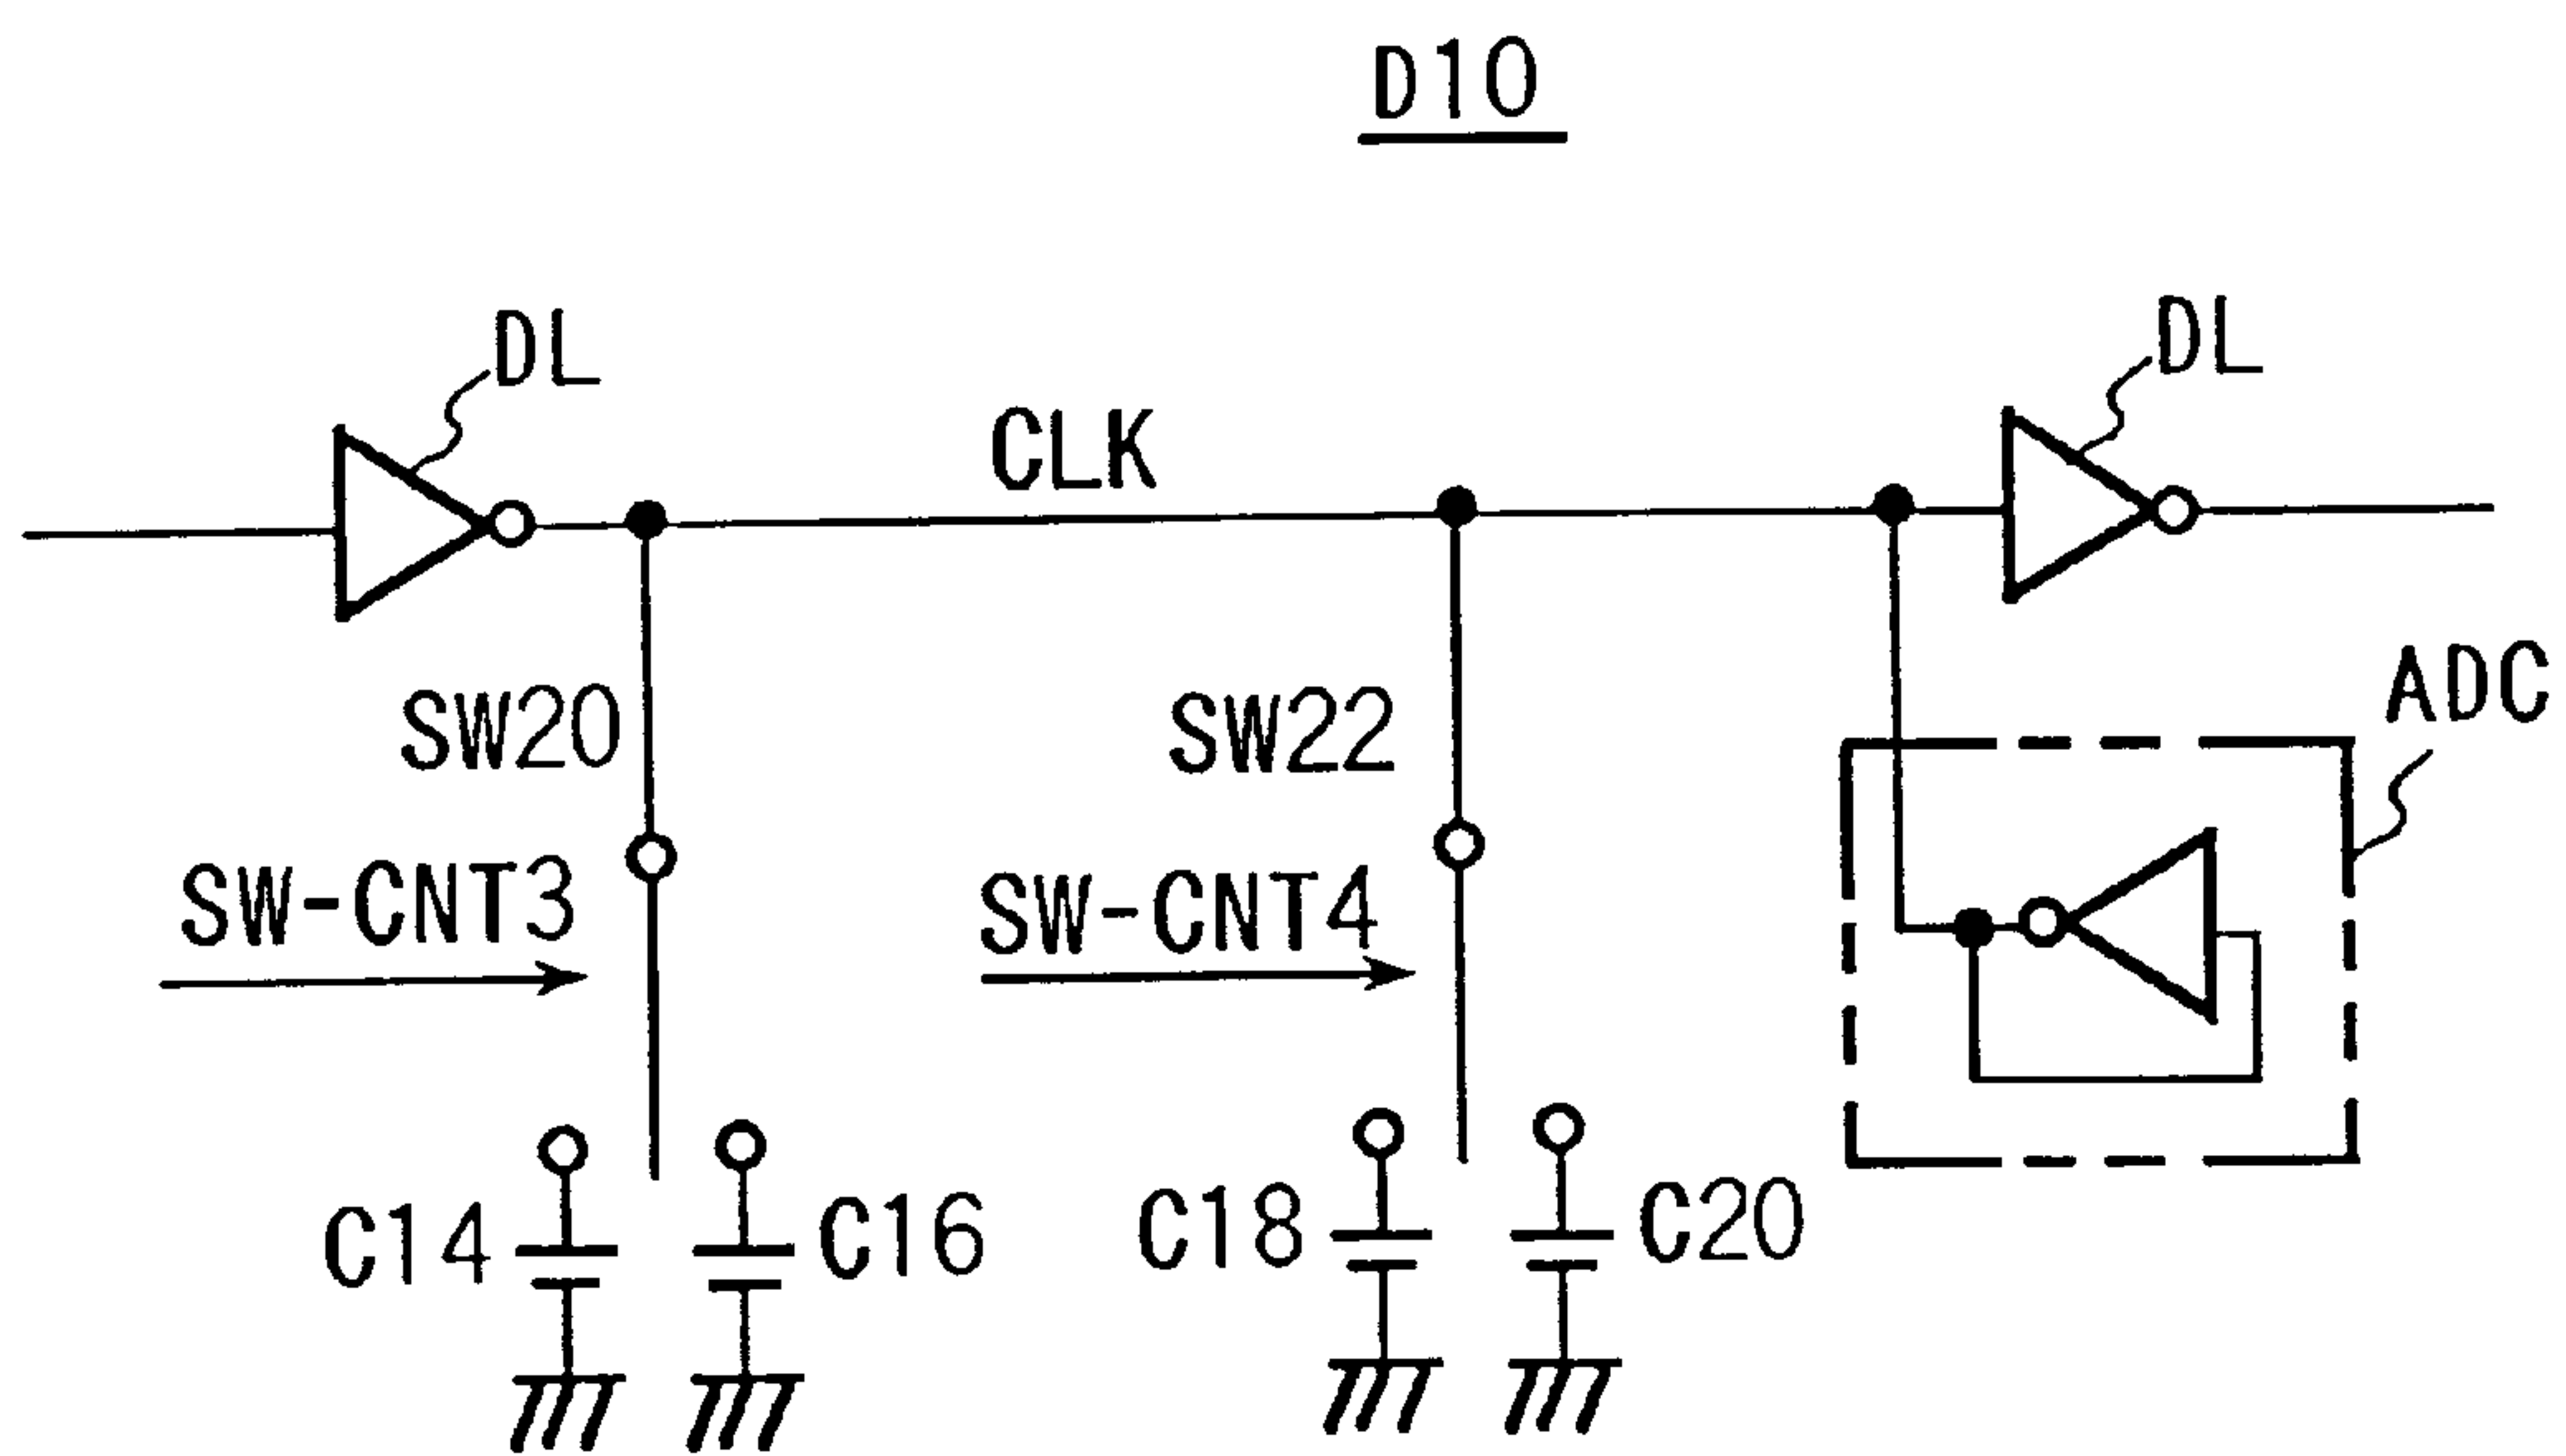 D10
DL
DL
CLK
SW20
SW22
ADC
SW-CNT3
SW-CNT4
C14
C16
C18
C20